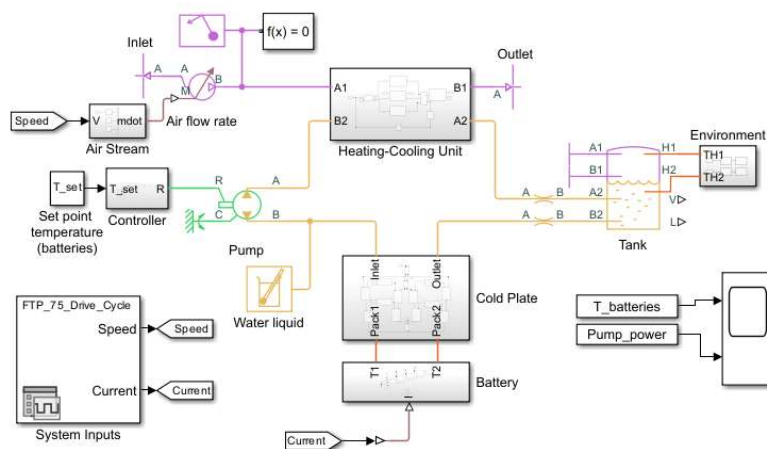 Inlet
f(x) = 0
Outlet
A
A
M
B
A1
B1
A
B2
A2
Speed
V
mdot
Air flow rate
Air Stream
Heating-Cooling Unit
A
A1
H1
Environment
TH1
B1
H2
TH2
T_set
T_set
R
R
C
B
A
B
A2
V
A
B
B2
L
Set point
temperature
(batteries)
Controller
Pump
Tank
Inlet
Outlet
Water liquid
Cold Plate
Pack1
Pack2
FTP_75_Drive_Cycle
Speed
Speed
T_batteries
Pump_power
T1
T2
Battery
I
Current
Current
System Inputs
Current